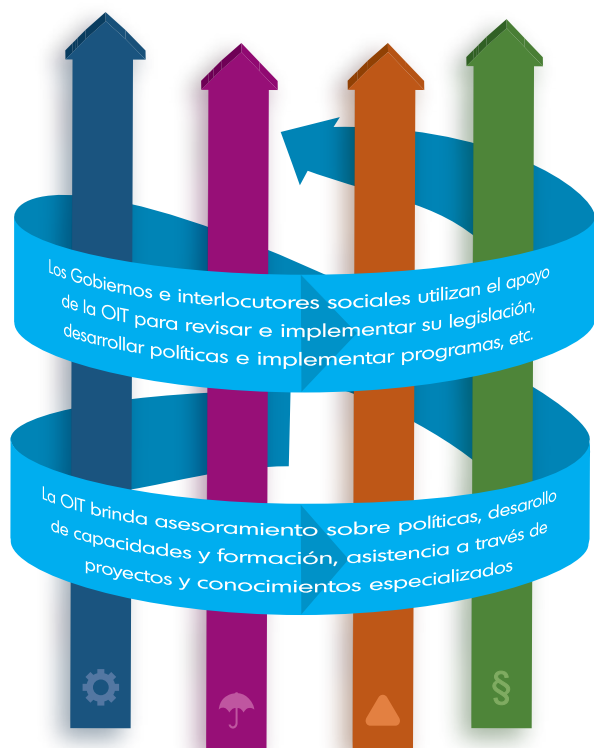 Los Gobiernos e interlocutores sociales utilizan el apoyo
de la OIT para revisar e implementar su legislación,
desarrollar políticas e implementar programas, etc.
La OIT brinda asesoramiento sobre políticas, desarollo
de capacidades y formación, asistencia a través de
proyectos y conocimientos especializados
§